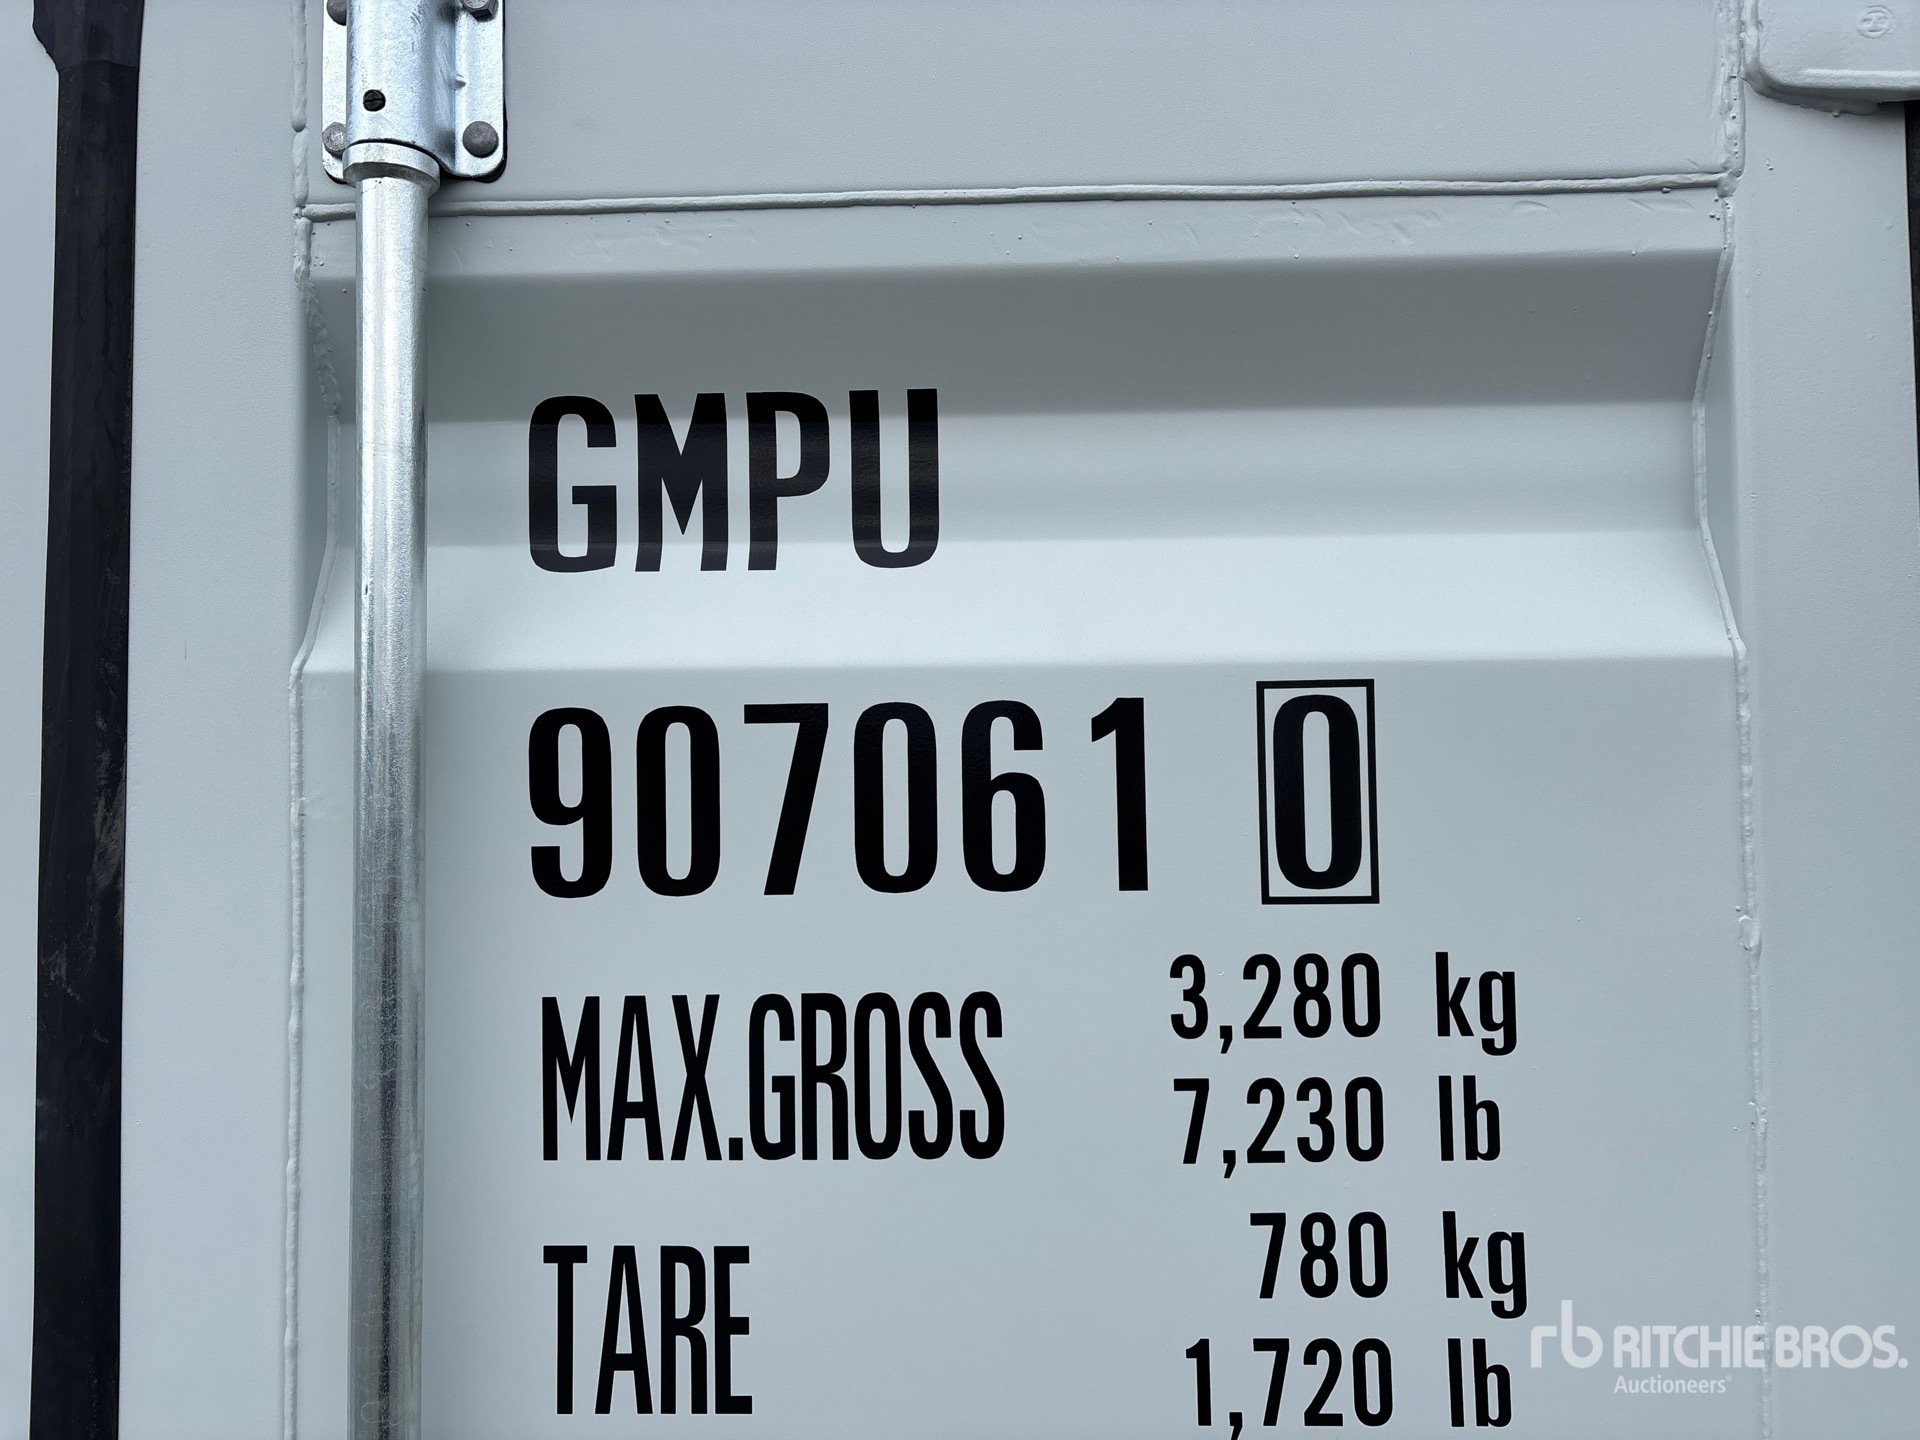 GMPU
907061 0
MAX.GROSS 3,280 kg
7,230 lb
TARE 780 kg
1,720 lb
rb RITCHIE BROS.
Auctioneers